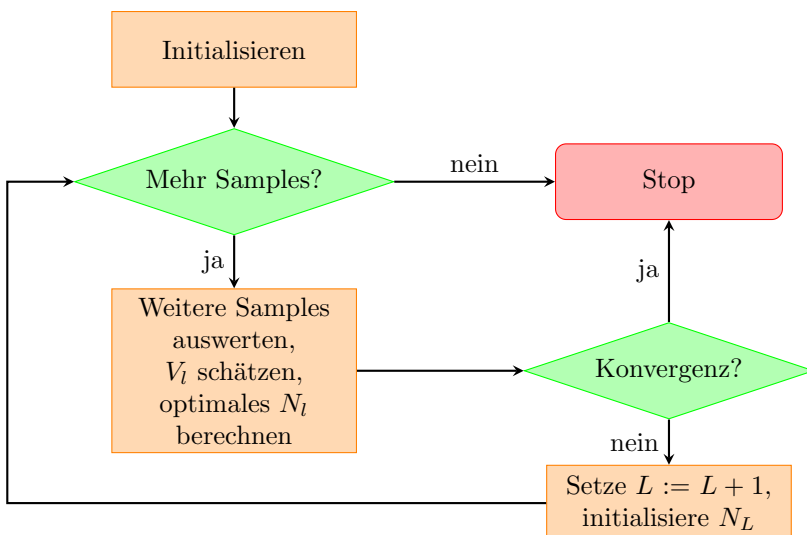 Initialisieren
Mehr Samples?
nein
Stop
ja
Weitere Samples
auswerten,
V_l schätzen,
optimales N_l
berechnen
ja
Konvergenz?
nein
Setze L := L + 1,
initialisiere N_L